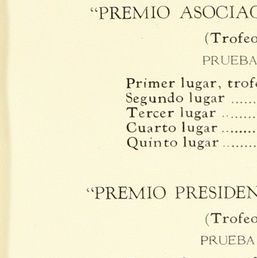 “PREMIO ASOCIAC
(Trofeo
PRUEBA
Primer lugar, trof
Segundo lugar .....
Tercer lugar ......
Cuarto lugar ......
Quinto lugar ......
“PREMIO PRESIDEN
(Trofeo
PRUEBA